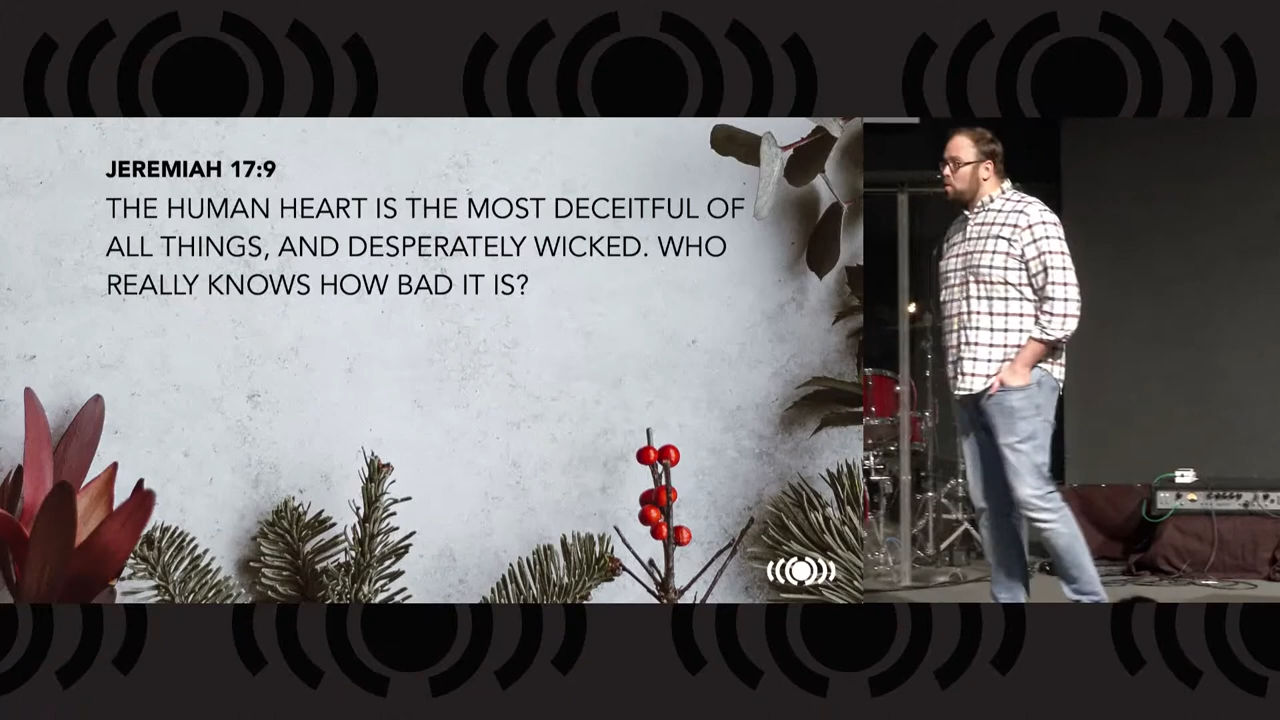 JEREMIAH 17:9
THE HUMAN HEART IS THE MOST DECEITFUL OF
ALL THINGS, AND DESPERATELY WICKED. WHO
REALLY KNOWS HOW BAD IT IS?